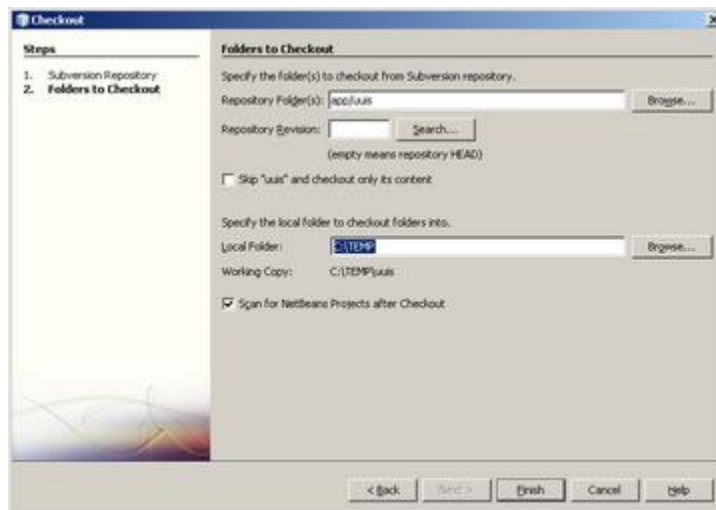 Checkout
Steps
1. Subversion Repository
2. Folders to Checkout
Folders to Checkout
Specify the folder(s) to checkout from Subversion repository.
Repository Folder(s): app/uuis Browse...
Repository Revision: Search...
(empty means repository HEAD)
Skip "uuis" and checkout only its content
Specify the local folder to checkout folders into.
Local Folder: C:\TEMP Browse...
Working Copy: C:\TEMP\uuis
Scan for NetBeans Projects after Checkout
< Back Next > Finish Cancel Help